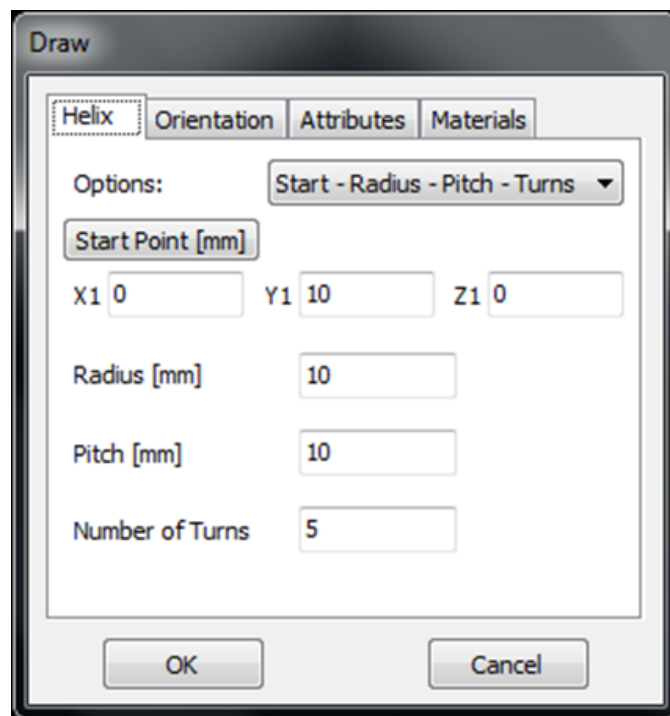 Draw
Helix Orientation Attributes Materials
Options: Start - Radius - Pitch - Turns
Start Point [mm]
X1 0 Y1 10 Z1 0
Radius [mm] 10
Pitch [mm] 10
Number of Turns 5
OK Cancel